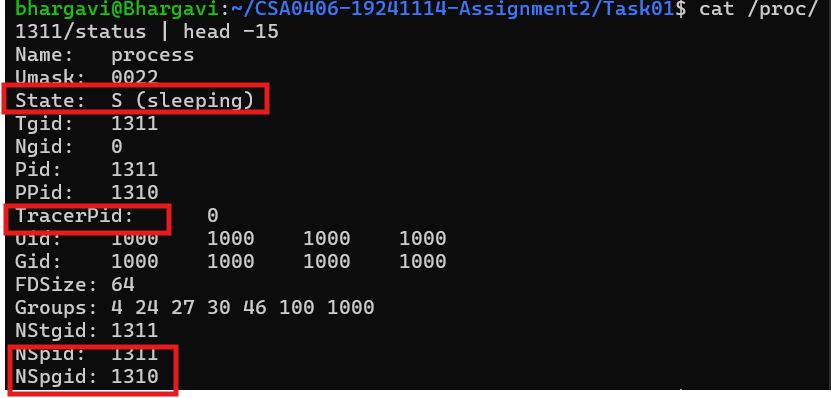 bhargavi@Bhargavi:~/CSA0406-19241114-Assignment2/Task01$ cat /proc/
1311/status | head -15
Name:   process
Umask:  0022
State:  S (sleeping)
Tgid:   1311
Ngid:   0
Pid:    1311
PPid:   1310
TracerPid:      0
Uid:    1000    1000    1000    1000
Gid:    1000    1000    1000    1000
FDSize: 64
Groups: 4 24 27 30 46 100 1000
NStgid: 1311
NSpid:  1311
NSpgid: 1310